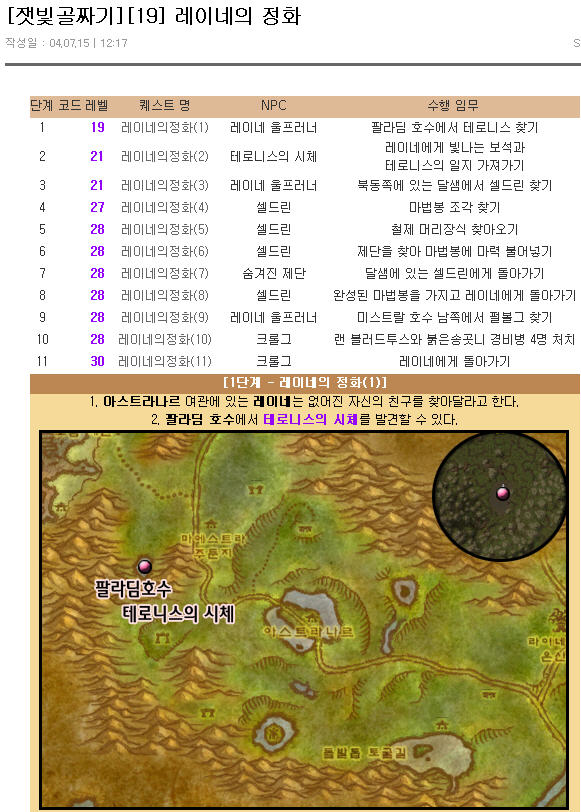 [잿빛골짜기][19] 레이네의 정화
작성일 : 04,07,15 | 12:17
S
단계 코드 레벨 퀘스트 명 NPC 수행 임무
1 19 레이네의정화(1) 레이네 울프러너 팔라딤 호수에서 테로니스 찾기
2 21 레이네의정화(2) 테로니스의 시체 레이네에게 빛나는 보석과
테로니스의 일지 가져가기
3 21 레이네의정화(3) 레이네 울프러너 북동쪽에 있는 달샘에서 셀드린 찾기
4 27 레이네의정화(4) 셀드린 마법봉 조각 찾기
5 28 레이네의정화(5) 셀드린 철제 머리장식 찾아오기
6 28 레이네의정화(6) 셀드린 제단을 찾아 마법봉에 마력 불어넣기
7 28 레이네의정화(7) 숨겨진 제단 달샘에 있는 셀드린에게 돌아가기
8 28 레이네의정화(8) 셀드린 완성된 마법봉을 가지고 레이네에게 돌아가기
9 28 레이네의정화(9) 레이네 울프러너 미스트랄 호수 남쪽에서 펄볼그 찾기
10 28 레이네의정화(10) 크롤그 랜 블러드투스와 붉은송곳니 경비병 4명 처치
11 30 레이네의정화(11) 크롤그 레이네에게 돌아가기
[1단계 - 레이네의 정화(1)]
1. 아스트라나르 여관에 있는 레이네는 없어진 자신의 친구를 찾아달라고 한다.
2. 팔라딤 호수에서 테로니스의 시체를 발견할 수 있다.
마에스트라
주둔지
팔라딤호수
테로니스의 시체
아스트라나르
라이네
은신
돌발톱 토굴길